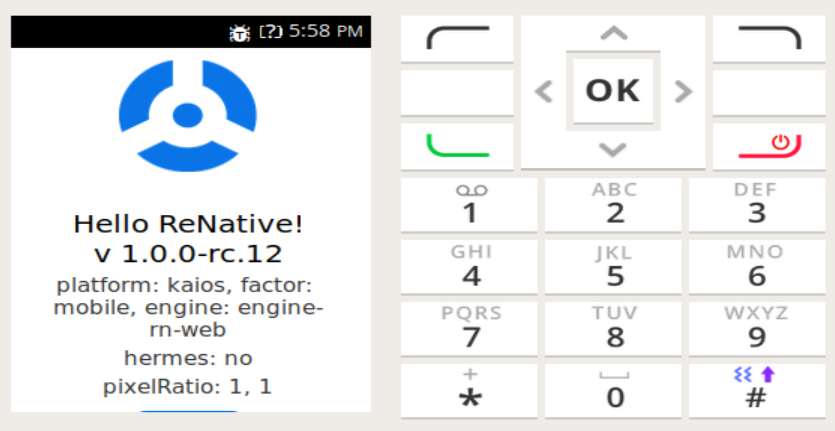 [?] 5:58 PM
Hello ReNative!
v 1.0.0-rc.12
platform: kaios, factor:
mobile, engine: engine-
rn-web
hermes: no
pixelRatio: 1, 1
OK
1
ABC
2
DEF
3
GHI
4
JKL
5
MNO
6
PQRS
7
TUV
8
WXYZ
9
+
*
0
#